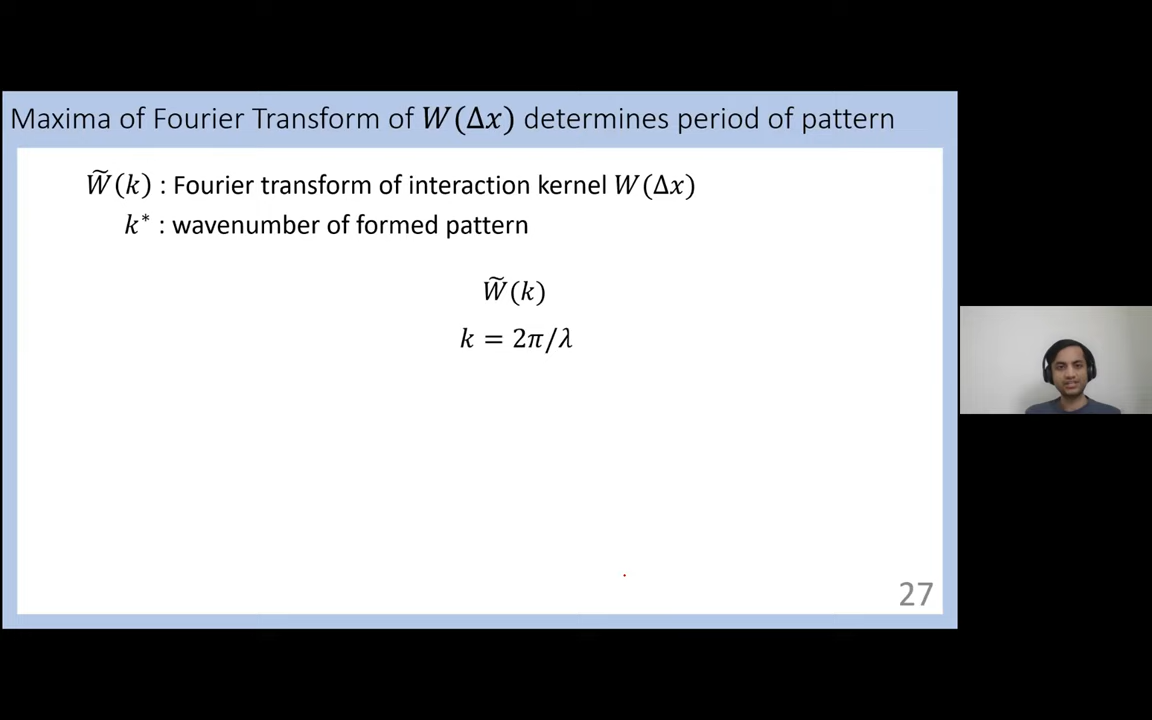 Maxima of Fourier Transform of W(Δx) determines period of pattern
W̃(k) : Fourier transform of interaction kernel W(Δx)
k* : wavenumber of formed pattern
W̃(k)
k = 2π/λ
27